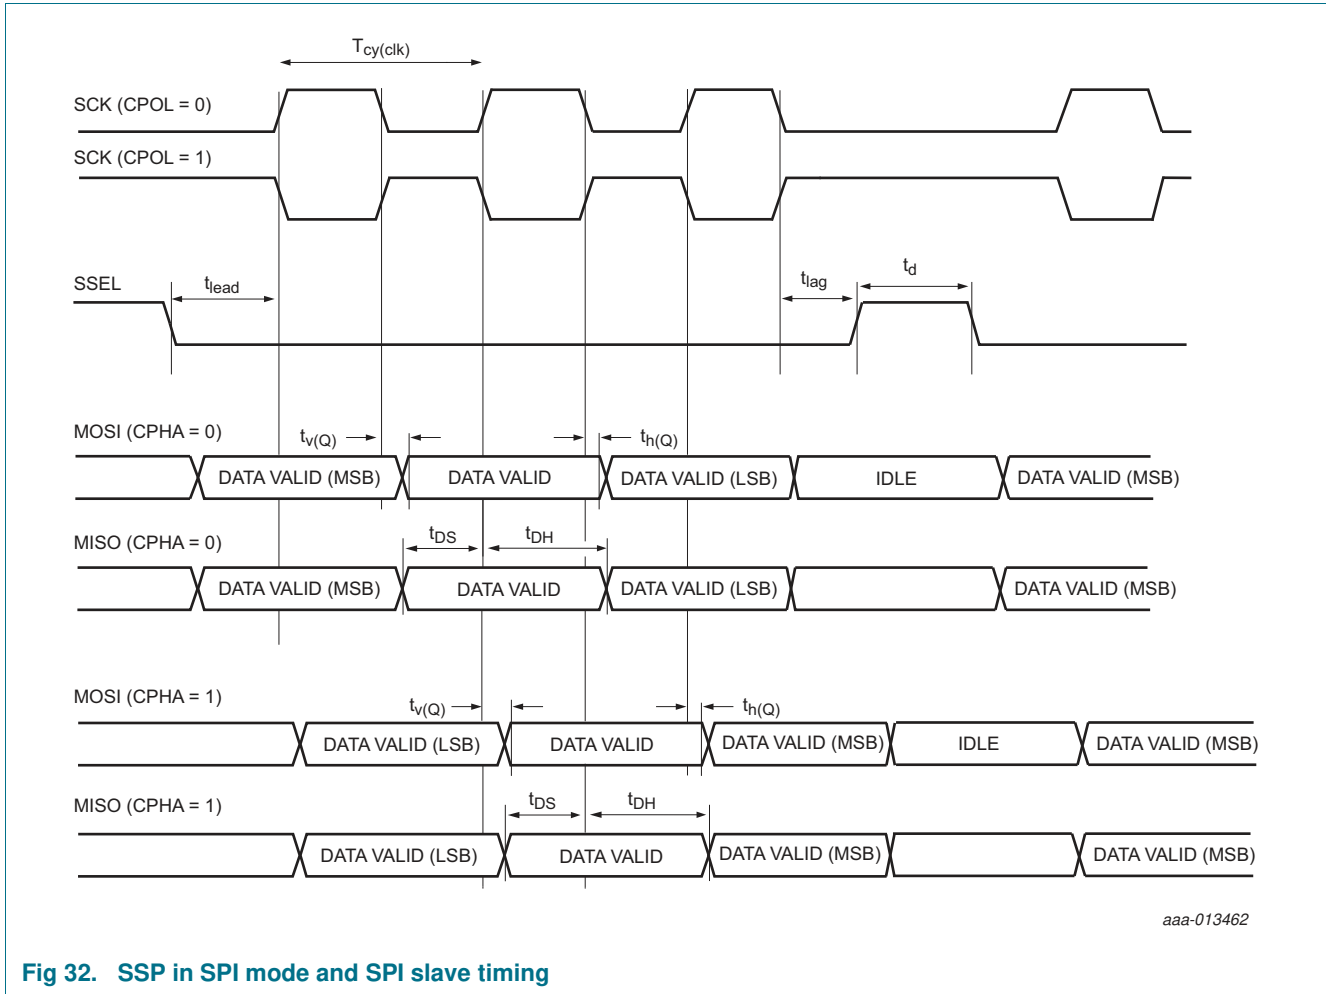 Tcy(clk)
SCK (CPOL = 0)
SCK (CPOL = 1)
SSEL
tlead
tlag
td
MOSI (CPHA = 0)
tv(Q)
th(Q)
DATA VALID (MSB) DATA VALID DATA VALID (LSB) IDLE DATA VALID (MSB)
MISO (CPHA = 0)
tDS tDH
DATA VALID (MSB) DATA VALID DATA VALID (LSB) DATA VALID (MSB)
MOSI (CPHA = 1)
tv(Q)
th(Q)
DATA VALID (LSB) DATA VALID DATA VALID (MSB) IDLE DATA VALID (MSB)
MISO (CPHA = 1)
tDS tDH
DATA VALID (LSB) DATA VALID DATA VALID (MSB) DATA VALID (MSB)
aaa-013462
Fig 32. SSP in SPI mode and SPI slave timing